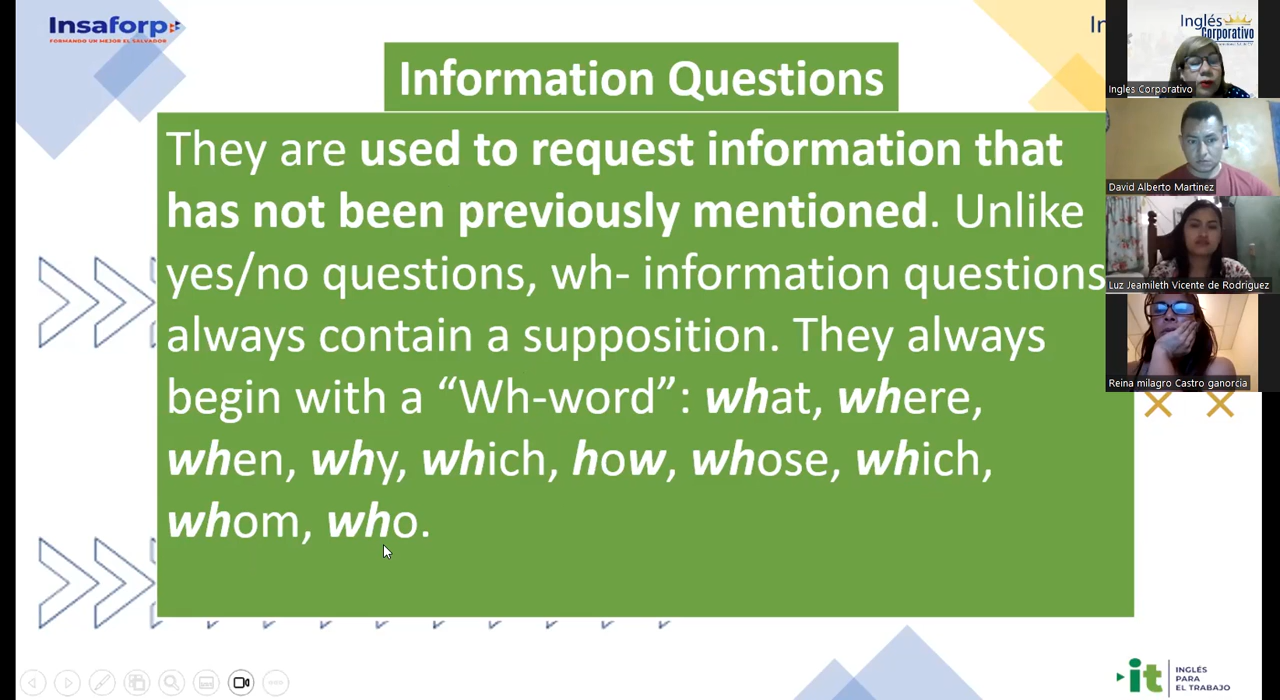 Insaforp
FORMANDO UN MEJOR EL SALVADOR
In
Inglés
Corporativo
Ingles Corporativo
David Alberto Martinez
Luz Jeamileth Vicente de Rodriguez
Reina milagro Castro ganorcia
Information Questions
They are used to request information that
has not been previously mentioned. Unlike
yes/no questions, wh- information questions
always contain a supposition. They always
begin with a “Wh-word”: what, where,
when, why, which, how, whose, which,
whom, who.
it
INGLÉS
PARA
EL TRABAJO